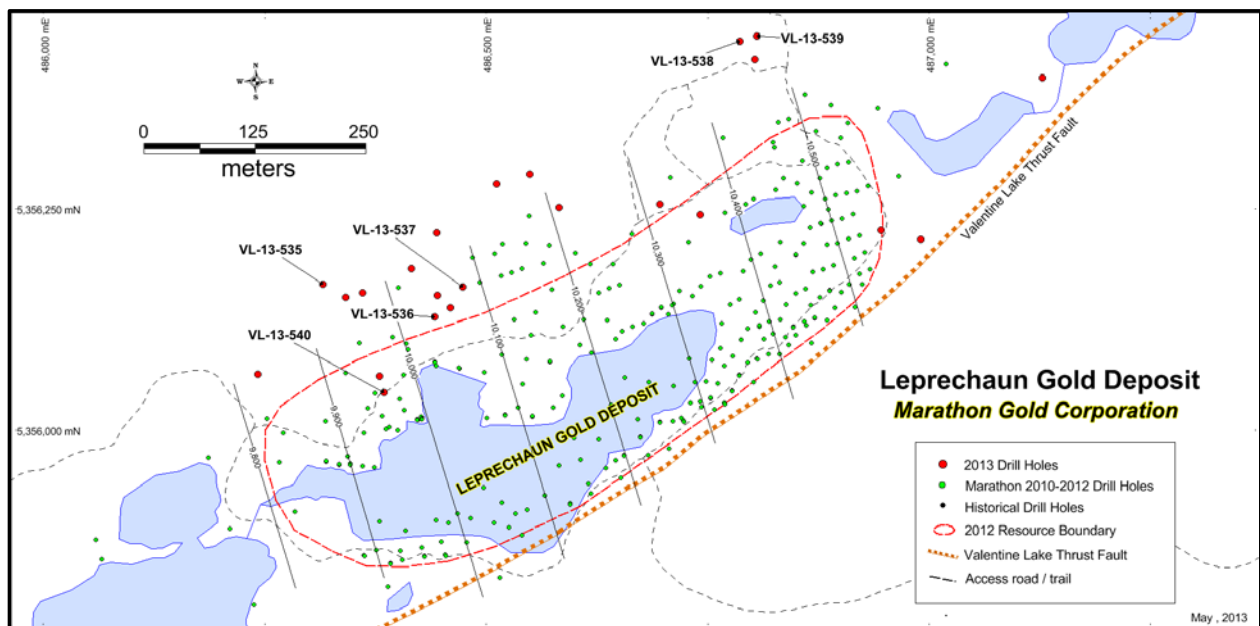 486,000 mE
486,500 mE
487,000 mE
VL-13-539
VL-13-538
N
W E
S
0 125 250
meters
5,356,250 mN
VL-13-537
VL-13-535
VL-13-536
VL-13-540
10,500
10,400
10,300
10,200
10,100
10,000
9,900
9,800
Valentine Lake Thrust Fault
LEPRECHAUN GOLD DEPOSIT
5,356,000 mN
Leprechaun Gold Deposit
Marathon Gold Corporation
2013 Drill Holes
Marathon 2010-2012 Drill Holes
Historical Drill Holes
2012 Resource Boundary
Valentine Lake Thrust Fault
Access road / trail
May , 2013